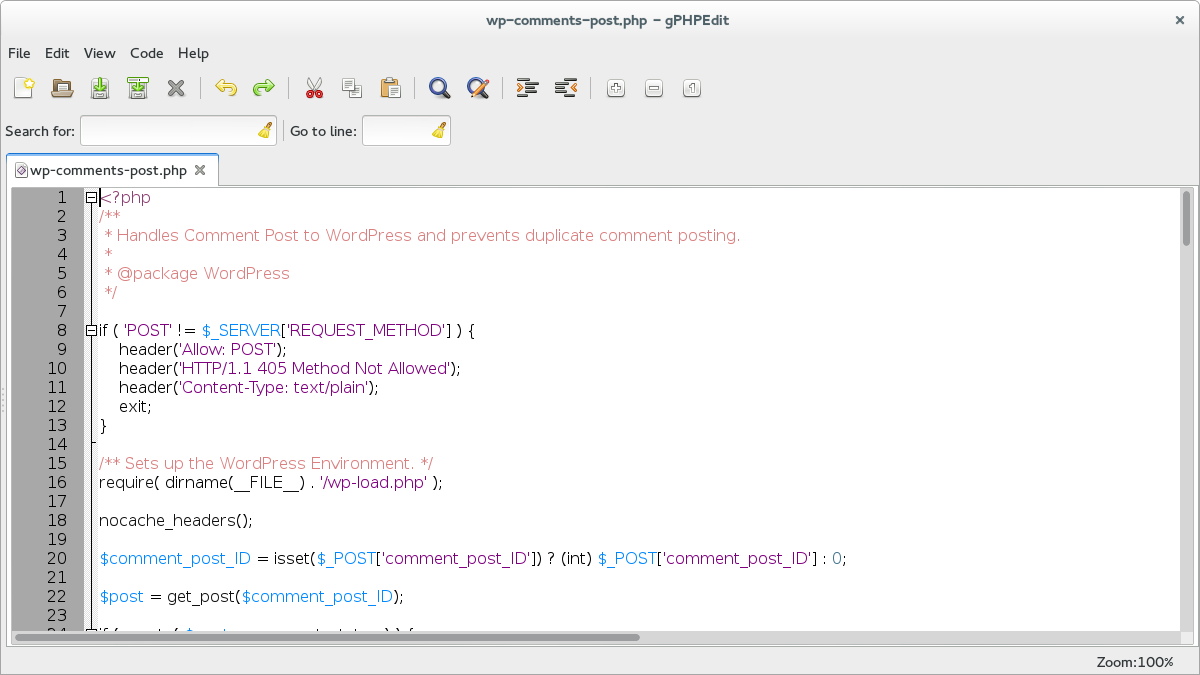 wp-comments-post.php - gPHPEdit
File Edit View Code Help
1
Search for: Go to line:
wp-comments-post.php
1 <?php
2 /**
3 * Handles Comment Post to WordPress and prevents duplicate comment posting.
4 *
5 * @package WordPress
6 */
7
8 if ( 'POST' != $_SERVER['REQUEST_METHOD'] ) {
9 header('Allow: POST');
10 header('HTTP/1.1 405 Method Not Allowed');
11 header('Content-Type: text/plain');
12 exit;
13 }
14
15 /** Sets up the WordPress Environment. */
16 require( dirname(__FILE__) . '/wp-load.php' );
17
18 nocache_headers();
19
20 $comment_post_ID = isset($_POST['comment_post_ID']) ? (int) $_POST['comment_post_ID'] : 0;
21
22 $post = get_post($comment_post_ID);
23
Zoom:100%